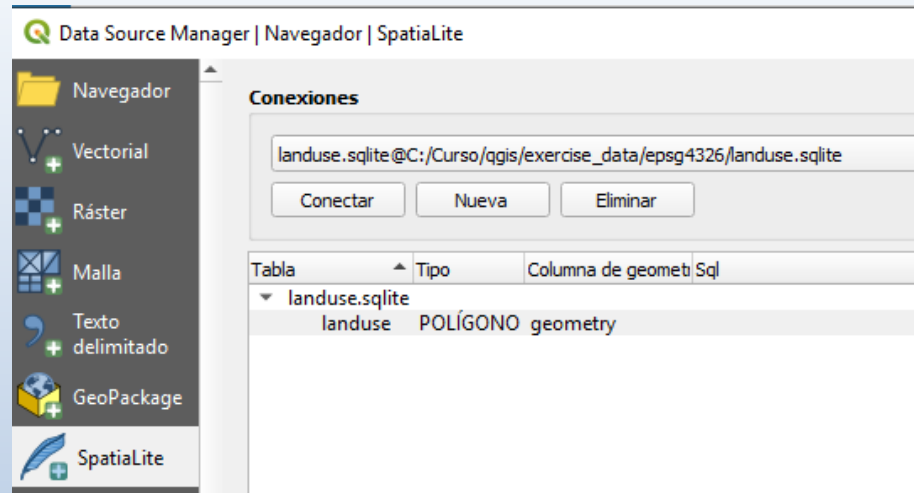 Data Source Manager | Navegador | SpatiaLite
Navegador
Vectorial
Ráster
Malla
Texto
delimitado
GeoPackage
SpatiaLite
Conexiones
landuse.sqlite@C:/Curso/qgis/exercise_data/epsg4326/landuse.sqlite
Conectar Nueva Eliminar
Tabla Tipo Columna de geometr Sql
landuse.sqlite
landuse POLÍGONO geometry